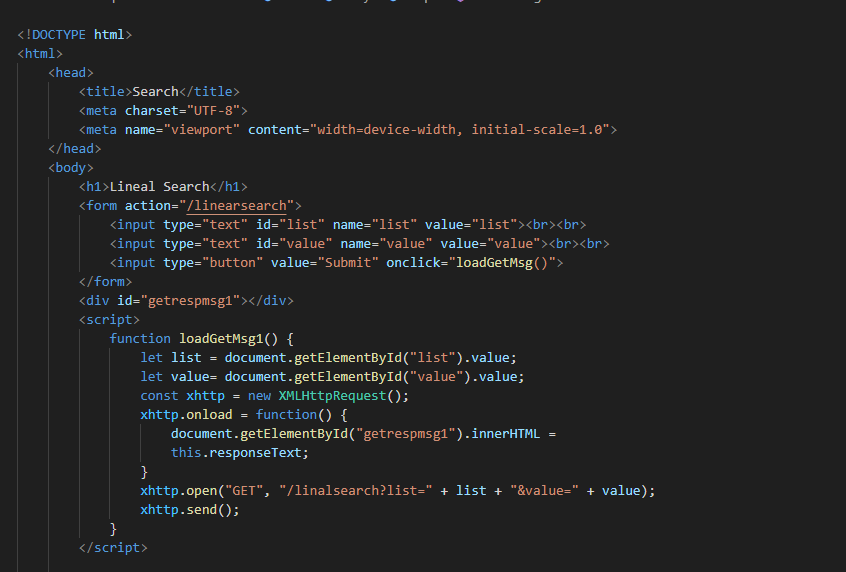 <!DOCTYPE html>
<html>
    <head>
        <title>Search</title>
        <meta charset="UTF-8">
        <meta name="viewport" content="width=device-width, initial-scale=1.0">
    </head>
    <body>
        <h1>Lineal Search</h1>
        <form action="/linearsearch">
            <input type="text" id="list" name="list" value="list"><br><br>
            <input type="text" id="value" name="value" value="value"><br><br>
            <input type="button" value="Submit" onclick="loadGetMsg()">
        </form>
        <div id="getrespmsg1"></div>
        <script>
            function loadGetMsg1() {
                let list = document.getElementById("list").value;
                let value= document.getElementById("value").value;
                const xhttp = new XMLHttpRequest();
                xhttp.onload = function() {
                    document.getElementById("getrespmsg1").innerHTML =
                    this.responseText;
                }
                xhttp.open("GET", "/linalsearch?list=" + list + "&value=" + value);
                xhttp.send();
            }
        </script>